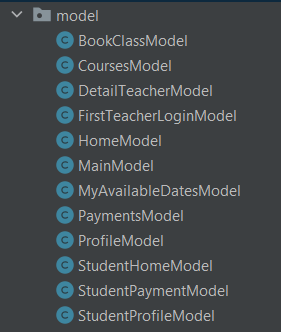 model
BookClassModel
CoursesModel
DetailTeacherModel
FirstTeacherLoginModel
HomeModel
MainModel
MyAvailableDatesModel
PaymentsModel
ProfileModel
StudentHomeModel
StudentPaymentModel
StudentProfileModel